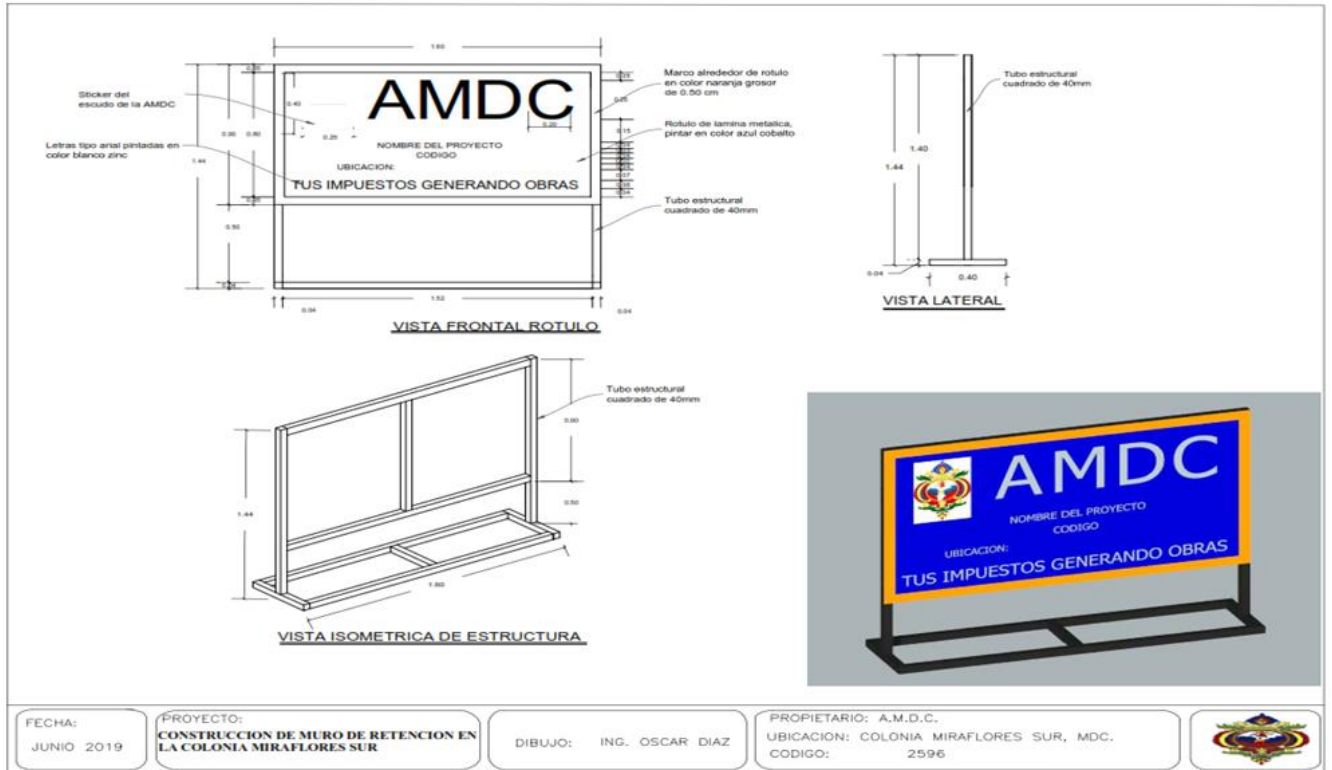 1.60
Sticker del
escudo de la AMDC
Letras tipo arial pintadas en
color blanco zinc
AMDC
NOMBRE DEL PROYECTO
CODIGO
UBICACION:
TUS IMPUESTOS GENERANDO OBRAS
0.40
0.25
0.20
0.90
0.80
1.44
0.50
1.52
0.04
0.04
0.15
Marco alrededor de rotulo
en color naranja grosor
de 0.50 cm
Rotulo de lamina metalica,
pintar en color azul cobalto
Tubo estructural
cuadrado de 40mm
VISTA FRONTAL ROTULO
Tubo estructural
cuadrado de 40mm
1.40
1.44
0.04
0.40
VISTA LATERAL
Tubo estructural
cuadrado de 40mm
0.90
0.50
1.44
1.60
VISTA ISOMETRICA DE ESTRUCTURA
AMDC
NOMBRE DEL PROYECTO
CODIGO
UBICACION:
TUS IMPUESTOS GENERANDO OBRAS
FECHA:
JUNIO 2019
PROYECTO:
CONSTRUCCION DE MURO DE RETENCION EN
LA COLONIA MIRAFLORES SUR
DIBUJO: ING. OSCAR DIAZ
PROPIETARIO: A.M.D.C.
UBICACION: COLONIA MIRAFLORES SUR, MDC.
CODIGO: 2596